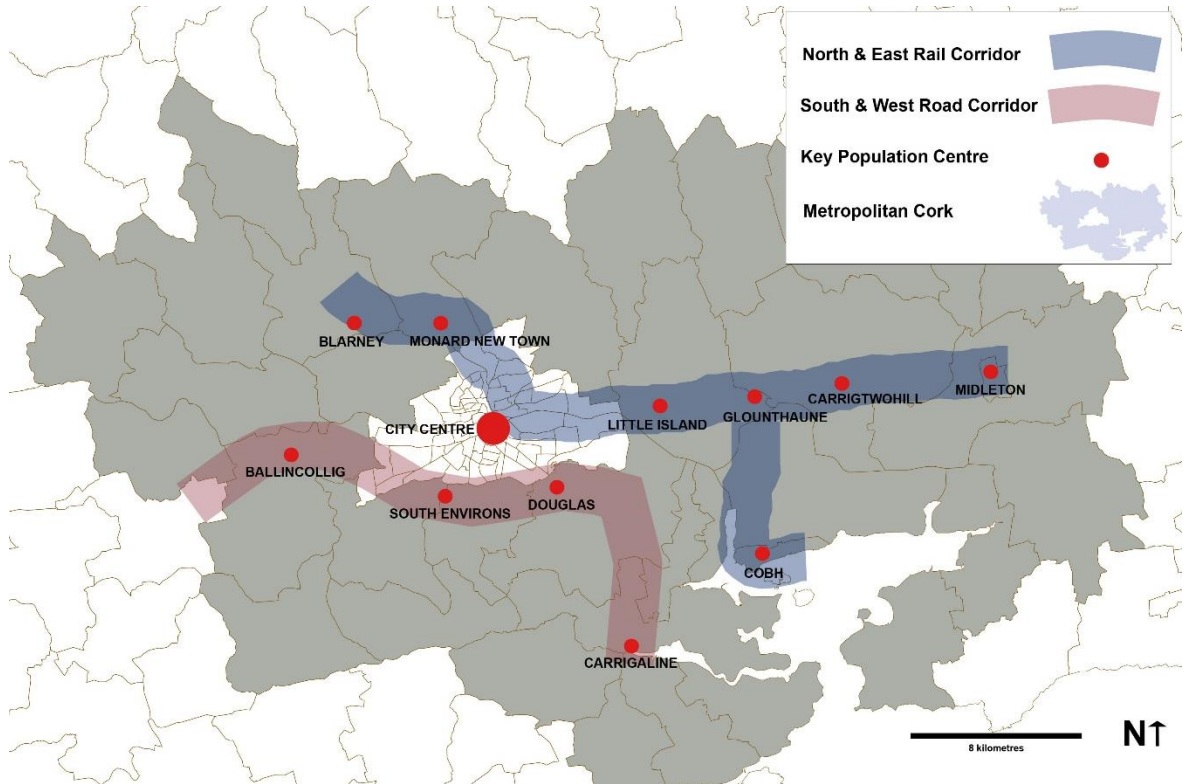 North & East Rail Corridor
South & West Road Corridor
Key Population Centre
Metropolitan Cork
BLARNEY
MONARD NEW TOWN
MIDLETON
CARRIGTWOHILL
GLOUNTHAUNE
LITTLE ISLAND
CITY CENTRE
BALLINCOLLIG
DOUGLAS
SOUTH ENVIRONS
COBH
CARRIGALINE
8 kilometres
N↑